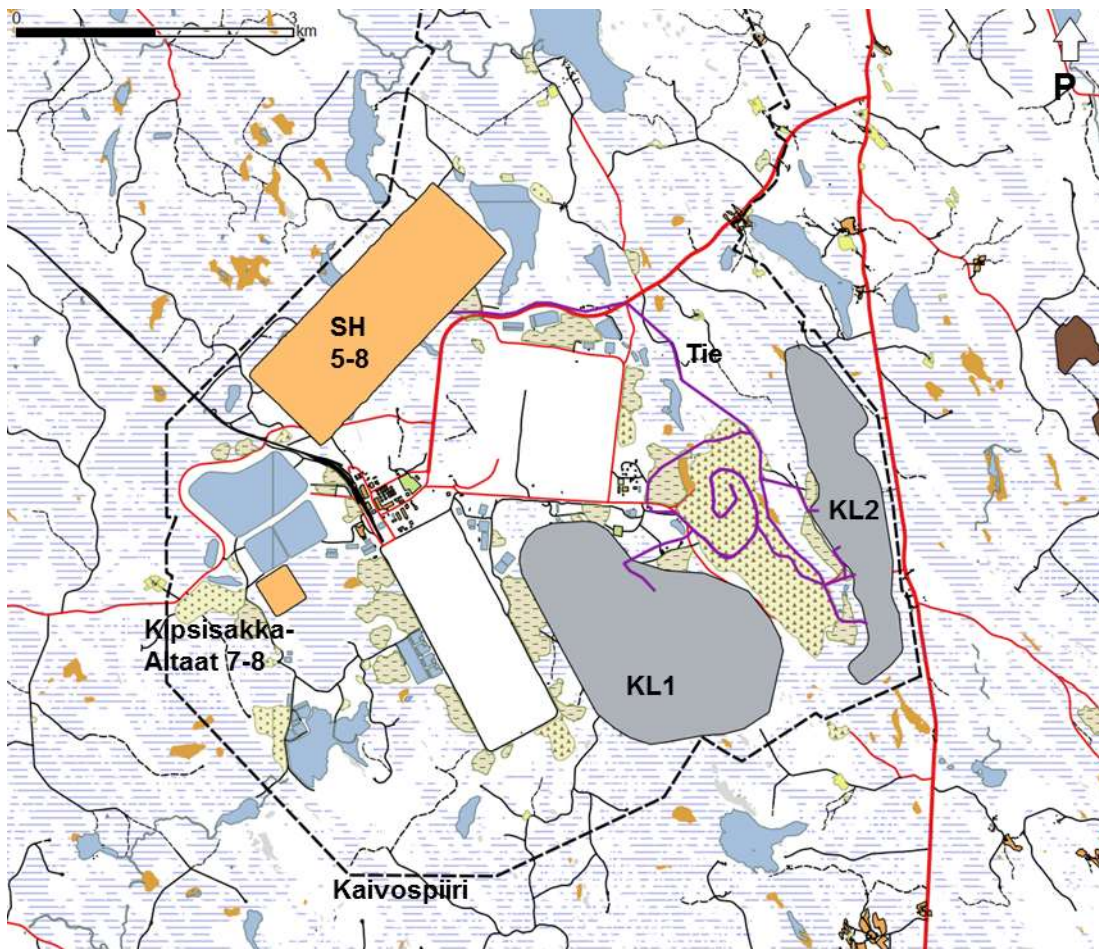 0
3
km
P
SH
5-8
Tie
KL2
Kipsisakka-
Altaat 7-8
KL1
Kaivospiiri